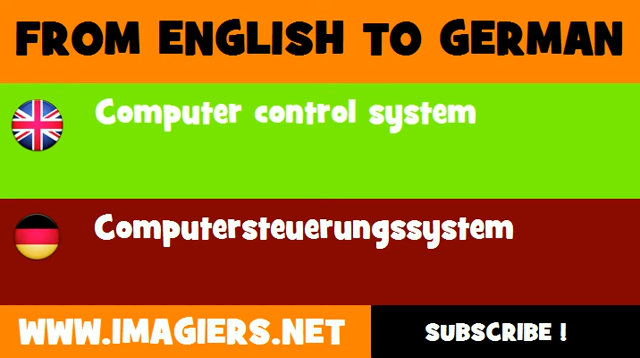 FROM ENGLISH TO GERMAN
Computer control system
Computersteuerungssystem
WWW.IMAGIERS.NET
SUBSCRIBE !